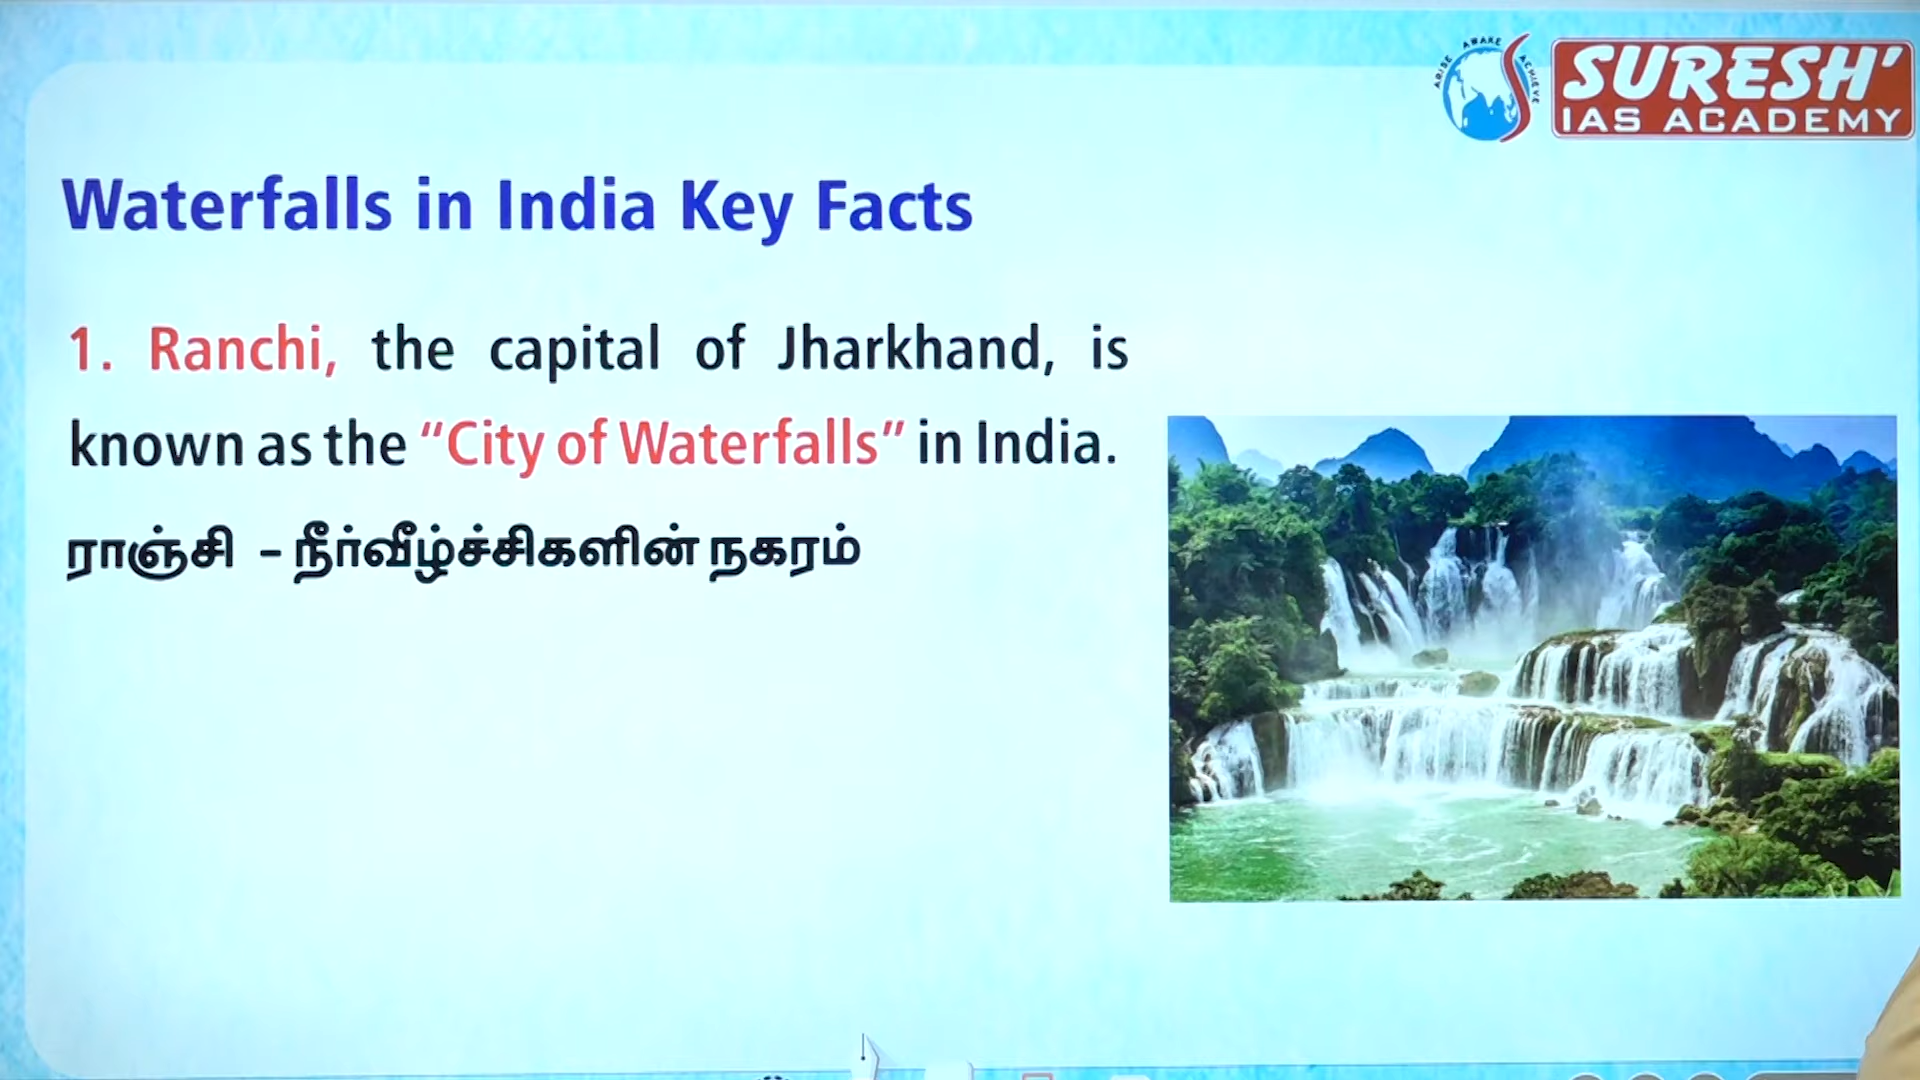 ARISE AWAKE ACHIEVE
SURESH'
IAS ACADEMY
Waterfalls in India Key Facts
1. Ranchi, the capital of Jharkhand, is
known as the “City of Waterfalls” in India.
ராஞ்சி – நீர்வீழ்ச்சிகளின் நகரம்